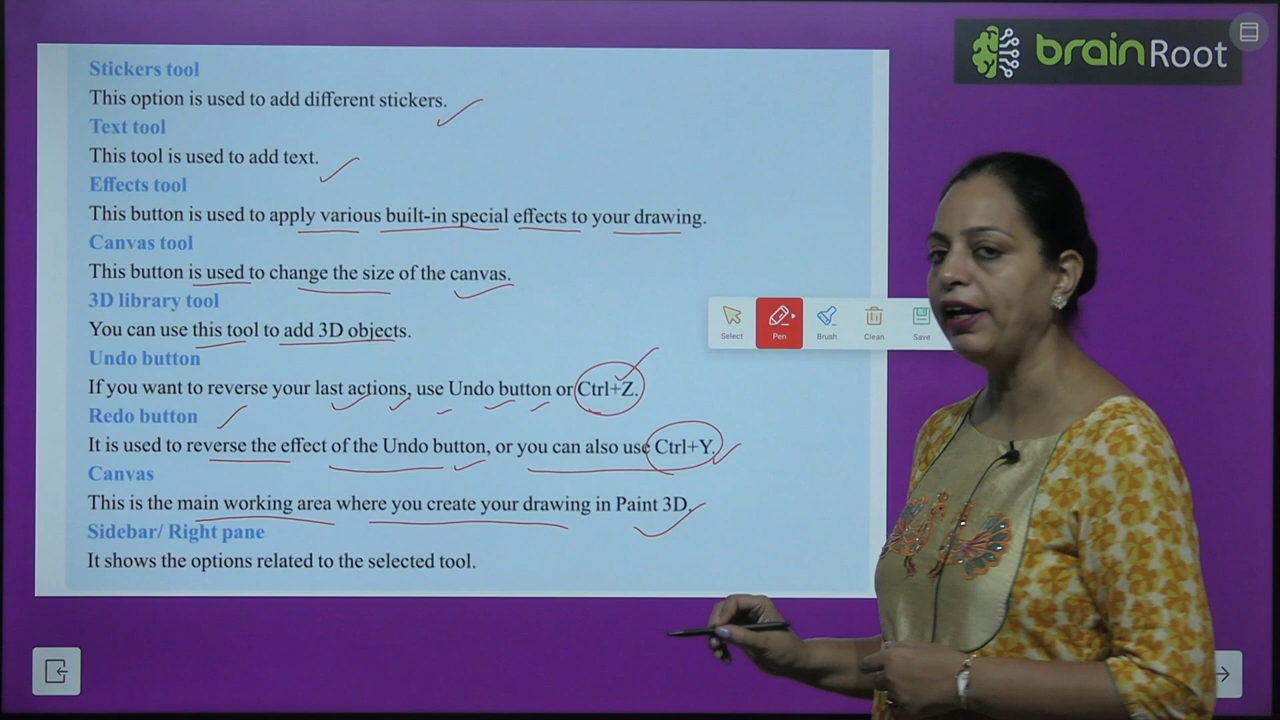 brainRoot
Stickers tool
This option is used to add different stickers.
Text tool
This tool is used to add text.
Effects tool
This button is used to apply various built-in special effects to your drawing.
Canvas tool
This button is used to change the size of the canvas.
3D library tool
You can use this tool to add 3D objects.
Undo button
If you want to reverse your last actions, use Undo button or Ctrl+Z.
Redo button
It is used to reverse the effect of the Undo button, or you can also use Ctrl+Y.
Canvas
This is the main working area where you create your drawing in Paint 3D.
Sidebar/ Right pane
It shows the options related to the selected tool.
Select Pen Brush Clean Save